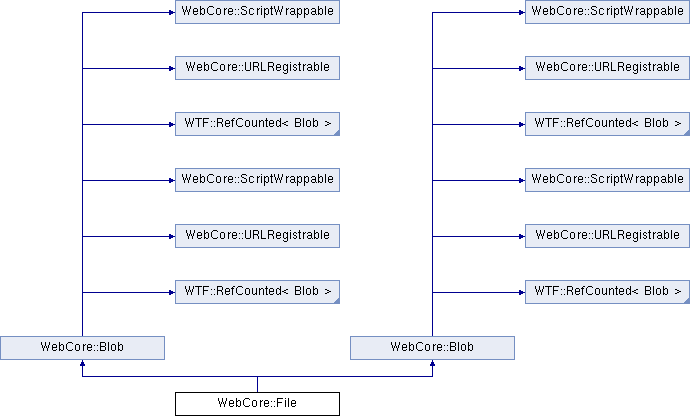 WebCore::ScriptWrappable WebCore::ScriptWrappable
WebCore::URLRegistrable WebCore::URLRegistrable
WTF::RefCounted< Blob > WTF::RefCounted< Blob >
WebCore::ScriptWrappable WebCore::ScriptWrappable
WebCore::URLRegistrable WebCore::URLRegistrable
WTF::RefCounted< Blob > WTF::RefCounted< Blob >
WebCore::Blob WebCore::Blob
WebCore::File